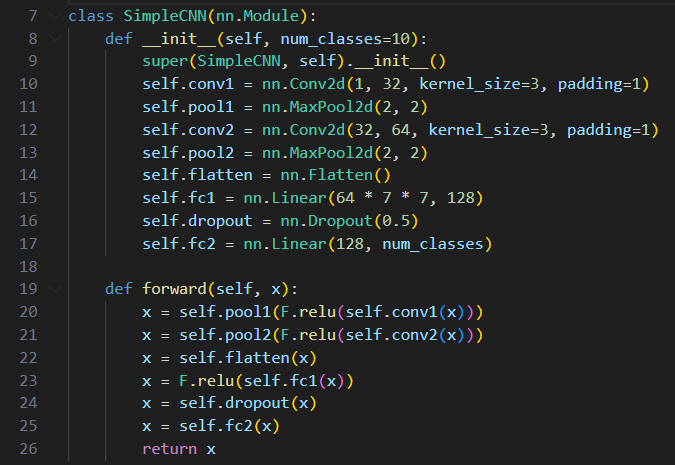 7 class SimpleCNN(nn.Module):
8     def __init__(self, num_classes=10):
9         super(SimpleCNN, self).__init__()
10         self.conv1 = nn.Conv2d(1, 32, kernel_size=3, padding=1)
11         self.pool1 = nn.MaxPool2d(2, 2)
12         self.conv2 = nn.Conv2d(32, 64, kernel_size=3, padding=1)
13         self.pool2 = nn.MaxPool2d(2, 2)
14         self.flatten = nn.Flatten()
15         self.fc1 = nn.Linear(64 * 7 * 7, 128)
16         self.dropout = nn.Dropout(0.5)
17         self.fc2 = nn.Linear(128, num_classes)
18
19     def forward(self, x):
20         x = self.pool1(F.relu(self.conv1(x)))
21         x = self.pool2(F.relu(self.conv2(x)))
22         x = self.flatten(x)
23         x = F.relu(self.fc1(x))
24         x = self.dropout(x)
25         x = self.fc2(x)
26         return x